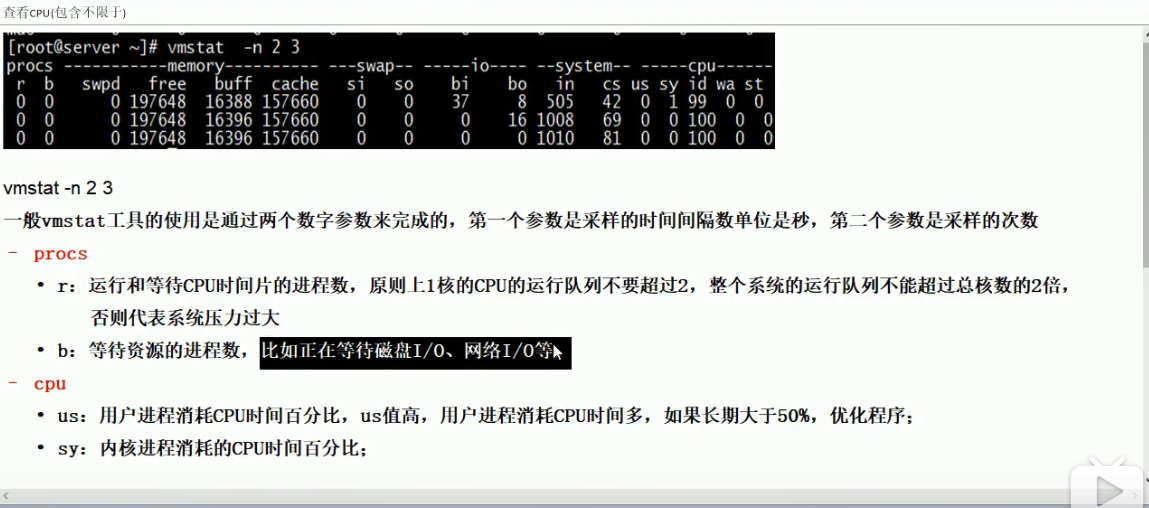 查看CPU(包含不限于)
[root@server ~]# vmstat  -n 2 3
procs -----------memory---------- ---swap-- -----io---- --system-- -----cpu------
r b swpd free buff cache si so bi bo in cs us sy id wa st
0 0 0 197648 16388 157660 0 0 37 8 505 42 0 1 99 0 0
0 0 0 197648 16396 157660 0 0 0 16 1008 69 0 0 100 0 0
0 0 0 197648 16396 157660 0 0 0 0 1010 81 0 0 100 0 0
vmstat -n 2 3
一般vmstat工具的使用是通过两个数字参数来完成的，第一个参数是采样的时间间隔数单位是秒，第二个参数是采样的次数
- procs
• r：运行和等待CPU时间片的进程数，原则上1核的CPU的运行队列不要超过2，整个系统的运行队列不能超过总核数的2倍，
否则代表系统压力过大
• b：等待资源的进程数，比如正在等待磁盘I/O、网络I/O等
- cpu
• us：用户进程消耗CPU时间百分比，us值高，用户进程消耗CPU时间多，如果长期大于50%，优化程序；
• sy：内核进程消耗的CPU时间百分比；